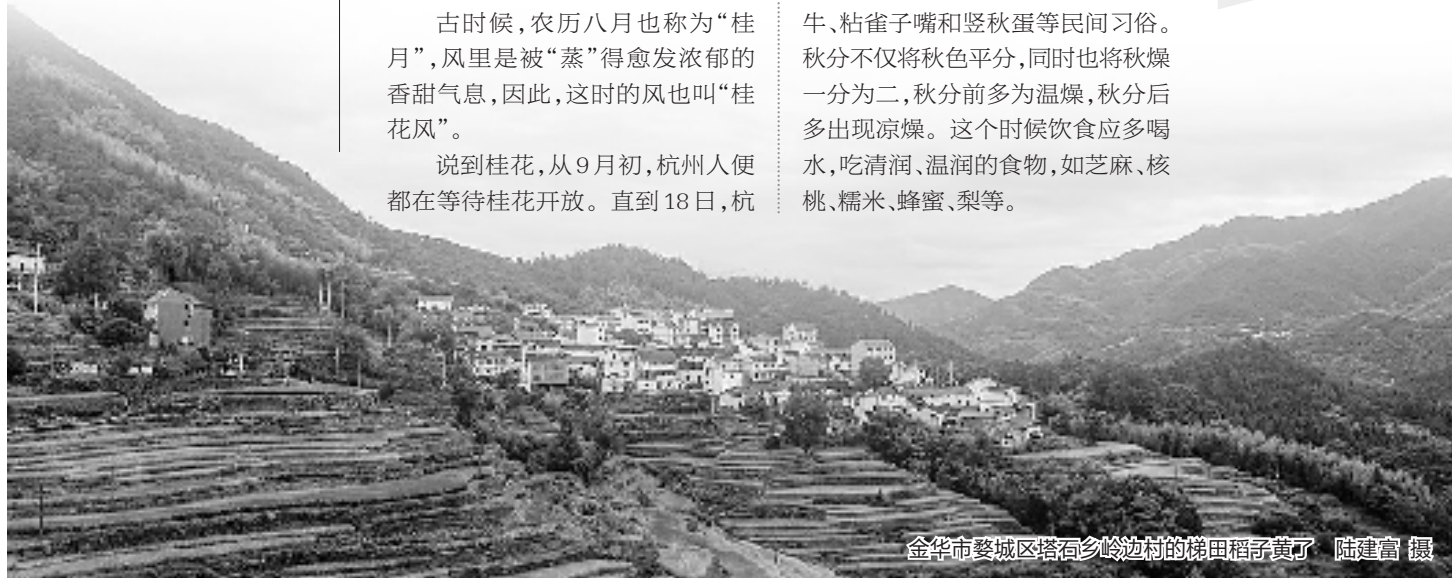 古时候，农历八月也称为“桂
月”，风里是被“蒸”得愈发浓郁的
香甜气息，因此，这时的风也叫“桂
花风”。
说到桂花，从9月初，杭州人便
都在等待桂花开放。直到18日，杭
牛、粘雀子嘴和竖秋蛋等民间习俗。
秋分不仅将秋色平分，同时也将秋燥
一分为二，秋分前多为温燥，秋分后
多出现凉燥。这个时候饮食应多喝
水，吃清润、温润的食物，如芝麻、核
桃、糯米、蜂蜜、梨等。
金华市婺城区塔石乡岭边村的梯田稻子黄了 陆建富 摄